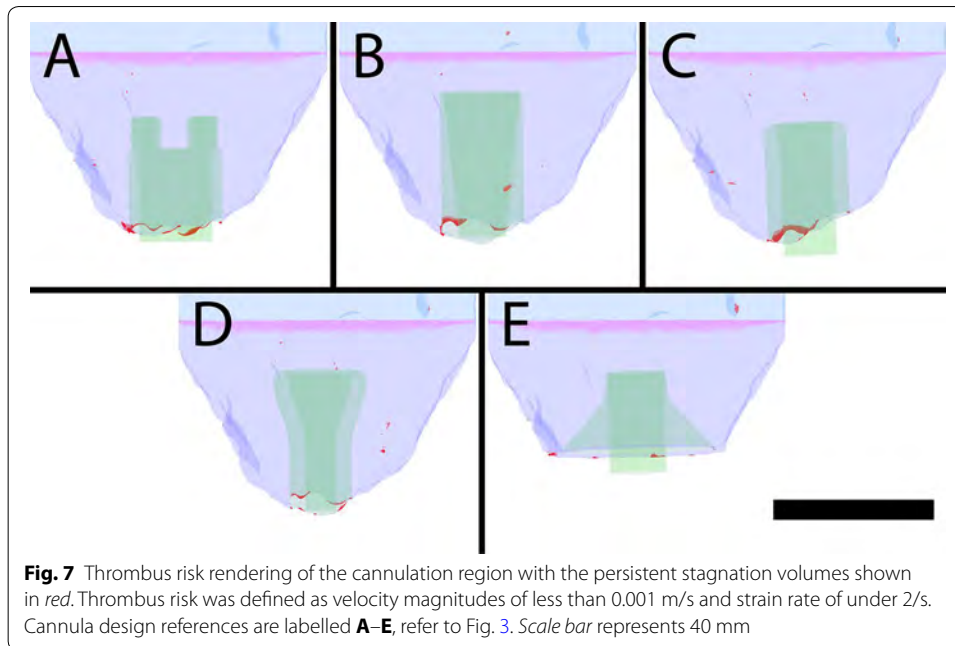 A
B
C
D
E
Fig. 7 Thrombus risk rendering of the cannulation region with the persistent stagnation volumes shown
in red. Thrombus risk was defined as velocity magnitudes of less than 0.001 m/s and strain rate of under 2/s.
Cannula design references are labelled A–E, refer to Fig. 3. Scale bar represents 40 mm